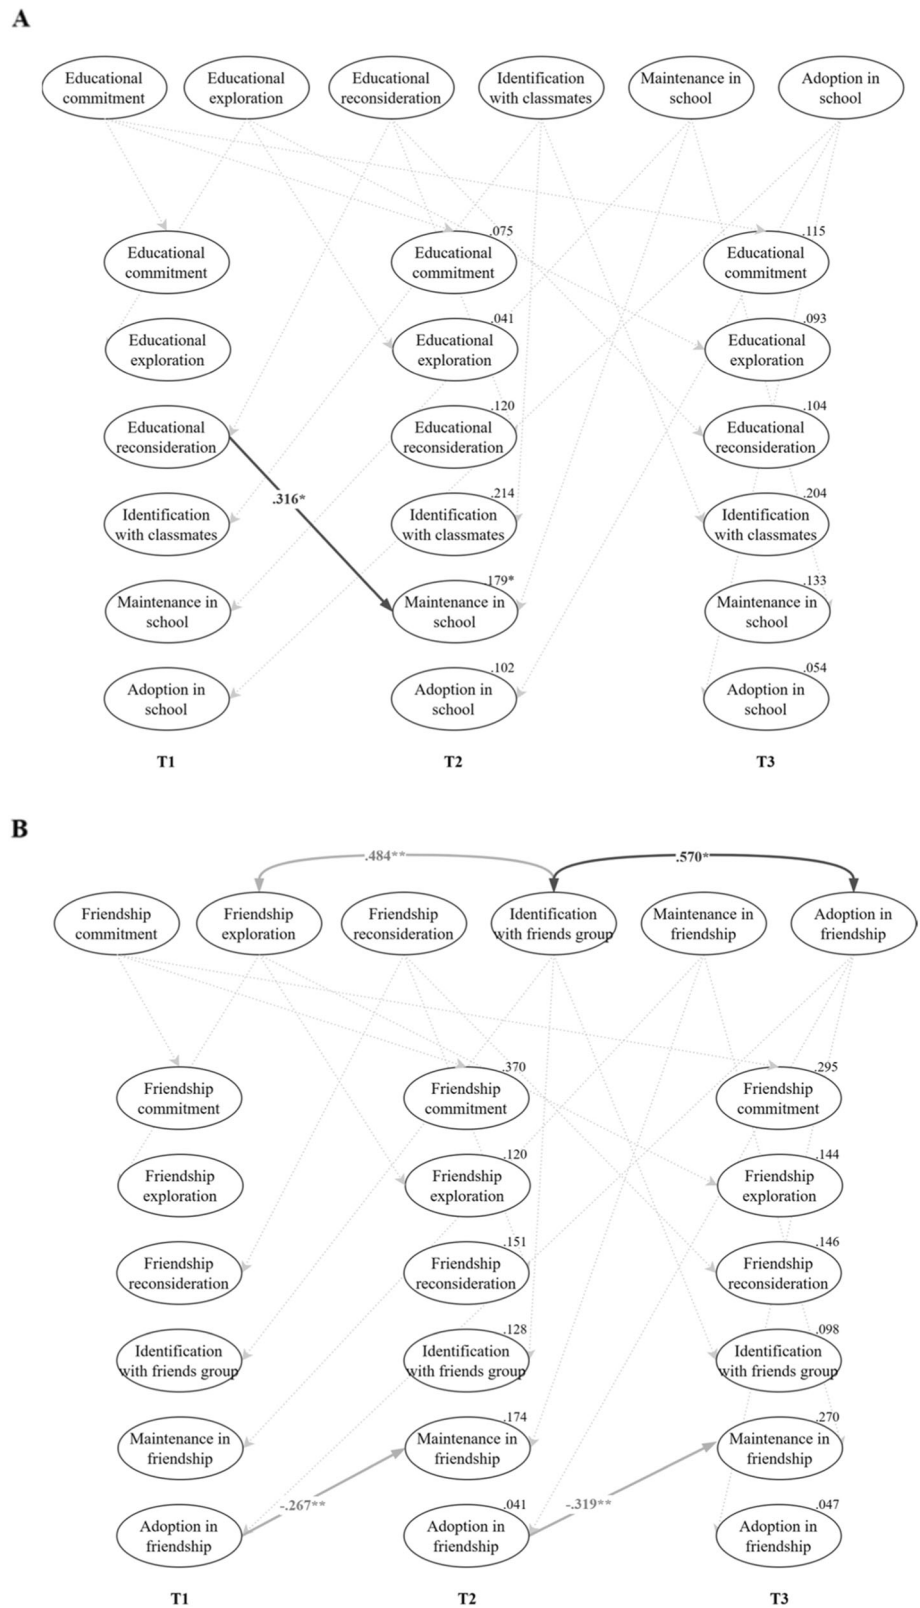 A
Educational
commitment
Educational
exploration
Educational
reconsideration
Identification
with classmates
Maintenance in
school
Adoption in
school
Educational
commitment
.075
Educational
commitment
.115
Educational
commitment
Educational
exploration
.041
Educational
exploration
.093
Educational
exploration
Educational
reconsideration
.120
Educational
reconsideration
.104
Educational
reconsideration
.316*
Identification
with classmates
.214
Identification
with classmates
.204
Identification
with classmates
Maintenance in
school
.179*
Maintenance in
school
.133
Maintenance in
school
Adoption in
school
.102
Adoption in
school
.054
Adoption in
school
T1
T2
T3
B
.484**
.570*
Friendship
commitment
Friendship
exploration
Friendship
reconsideration
Identification
with friends group
Maintenance in
friendship
Adoption in
friendship
Friendship
commitment
.370
Friendship
commitment
.295
Friendship
commitment
Friendship
exploration
.120
Friendship
exploration
.144
Friendship
exploration
Friendship
reconsideration
.151
Friendship
reconsideration
.146
Friendship
reconsideration
Identification
with friends group
.128
Identification
with friends group
.098
Identification
with friends group
Maintenance in
friendship
.174
Maintenance in
friendship
.270
Maintenance in
friendship
-.267**
-.319**
Adoption in
friendship
.041
Adoption in
friendship
.047
Adoption in
friendship
T1
T2
T3